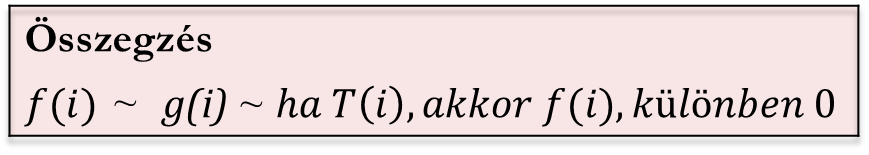 Összegzés
f(i) ~ g(i) ~ ha T(i), akkor f(i), különben 0